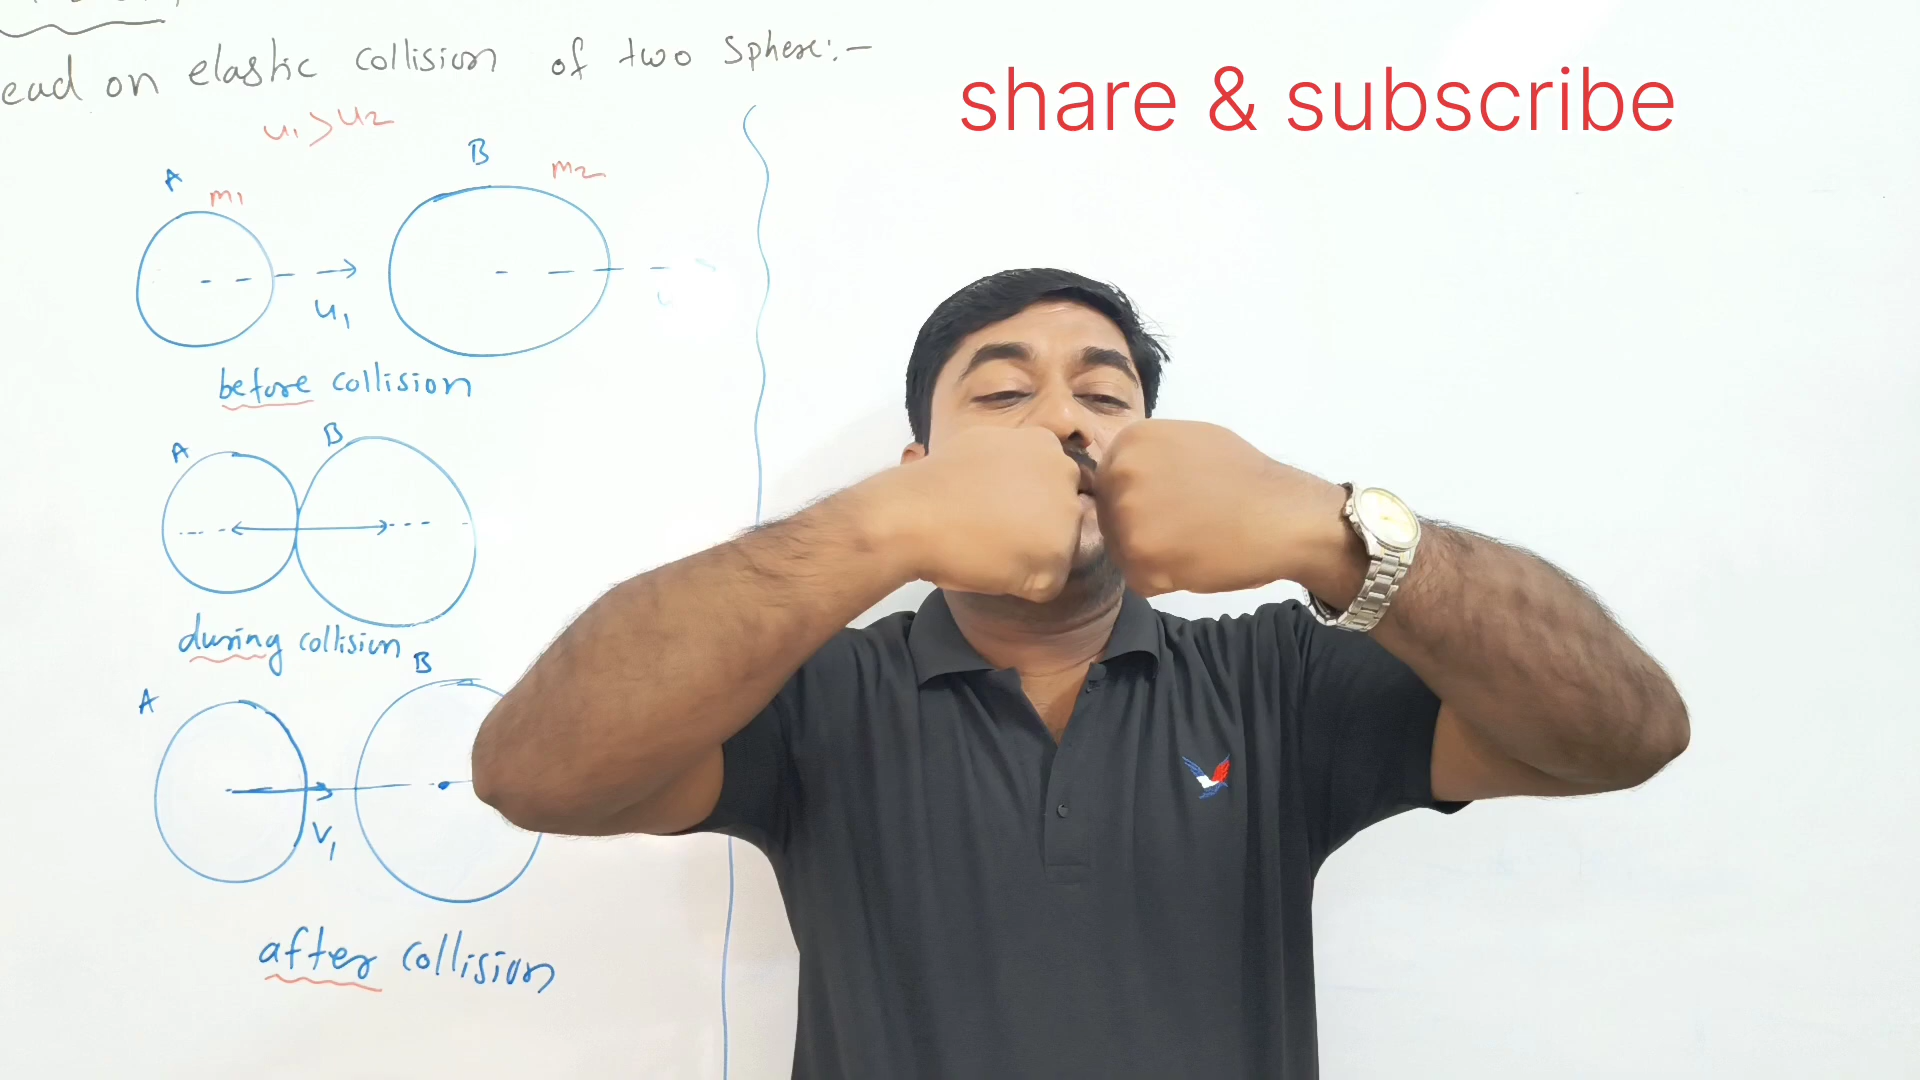 ead on elastic collision of two Sphere:-
share & subscribe
u₁>u₂
A m₁
B m₂
u₁
before collision
A B
during collision
A B
v₁
after collision